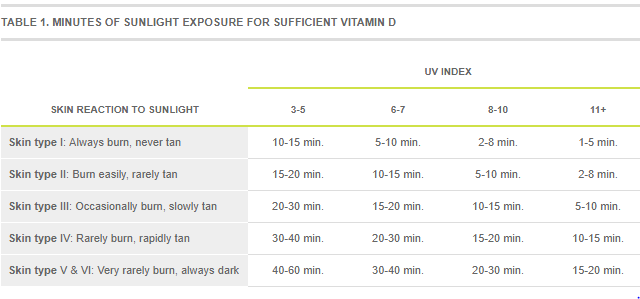 TABLE 1. MINUTES OF SUNLIGHT EXPOSURE FOR SUFFICIENT VITAMIN D
UV INDEX
SKIN REACTION TO SUNLIGHT 3-5 6-7 8-10 11+
Skin type I: Always burn, never tan 10-15 min. 5-10 min. 2-8 min. 1-5 min.
Skin type II: Burn easily, rarely tan 15-20 min. 10-15 min. 5-10 min. 2-8 min.
Skin type III: Occasionally burn, slowly tan 20-30 min. 15-20 min. 10-15 min. 5-10 min.
Skin type IV: Rarely burn, rapidly tan 30-40 min. 20-30 min. 15-20 min. 10-15 min.
Skin type V & VI: Very rarely burn, always dark 40-60 min. 30-40 min. 20-30 min. 15-20 min.